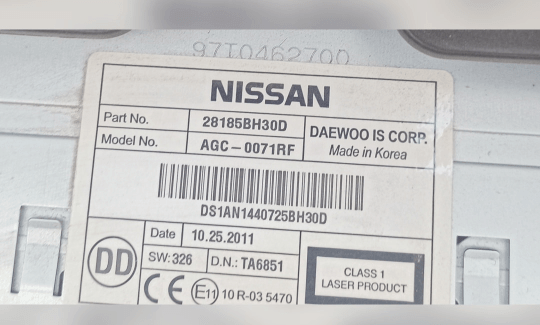 97T0462700
NISSAN
Part No. 28185BH30D
DAEWOO IS CORP.
Model No. AGC-0071RF
Made in Korea
DS1AN1440725BH30D
Date 10.25.2011
DD
SW: 326 D.N.: TA6851
CLASS 1
LASER PRODUCT
CE E11 10 R-03 5470